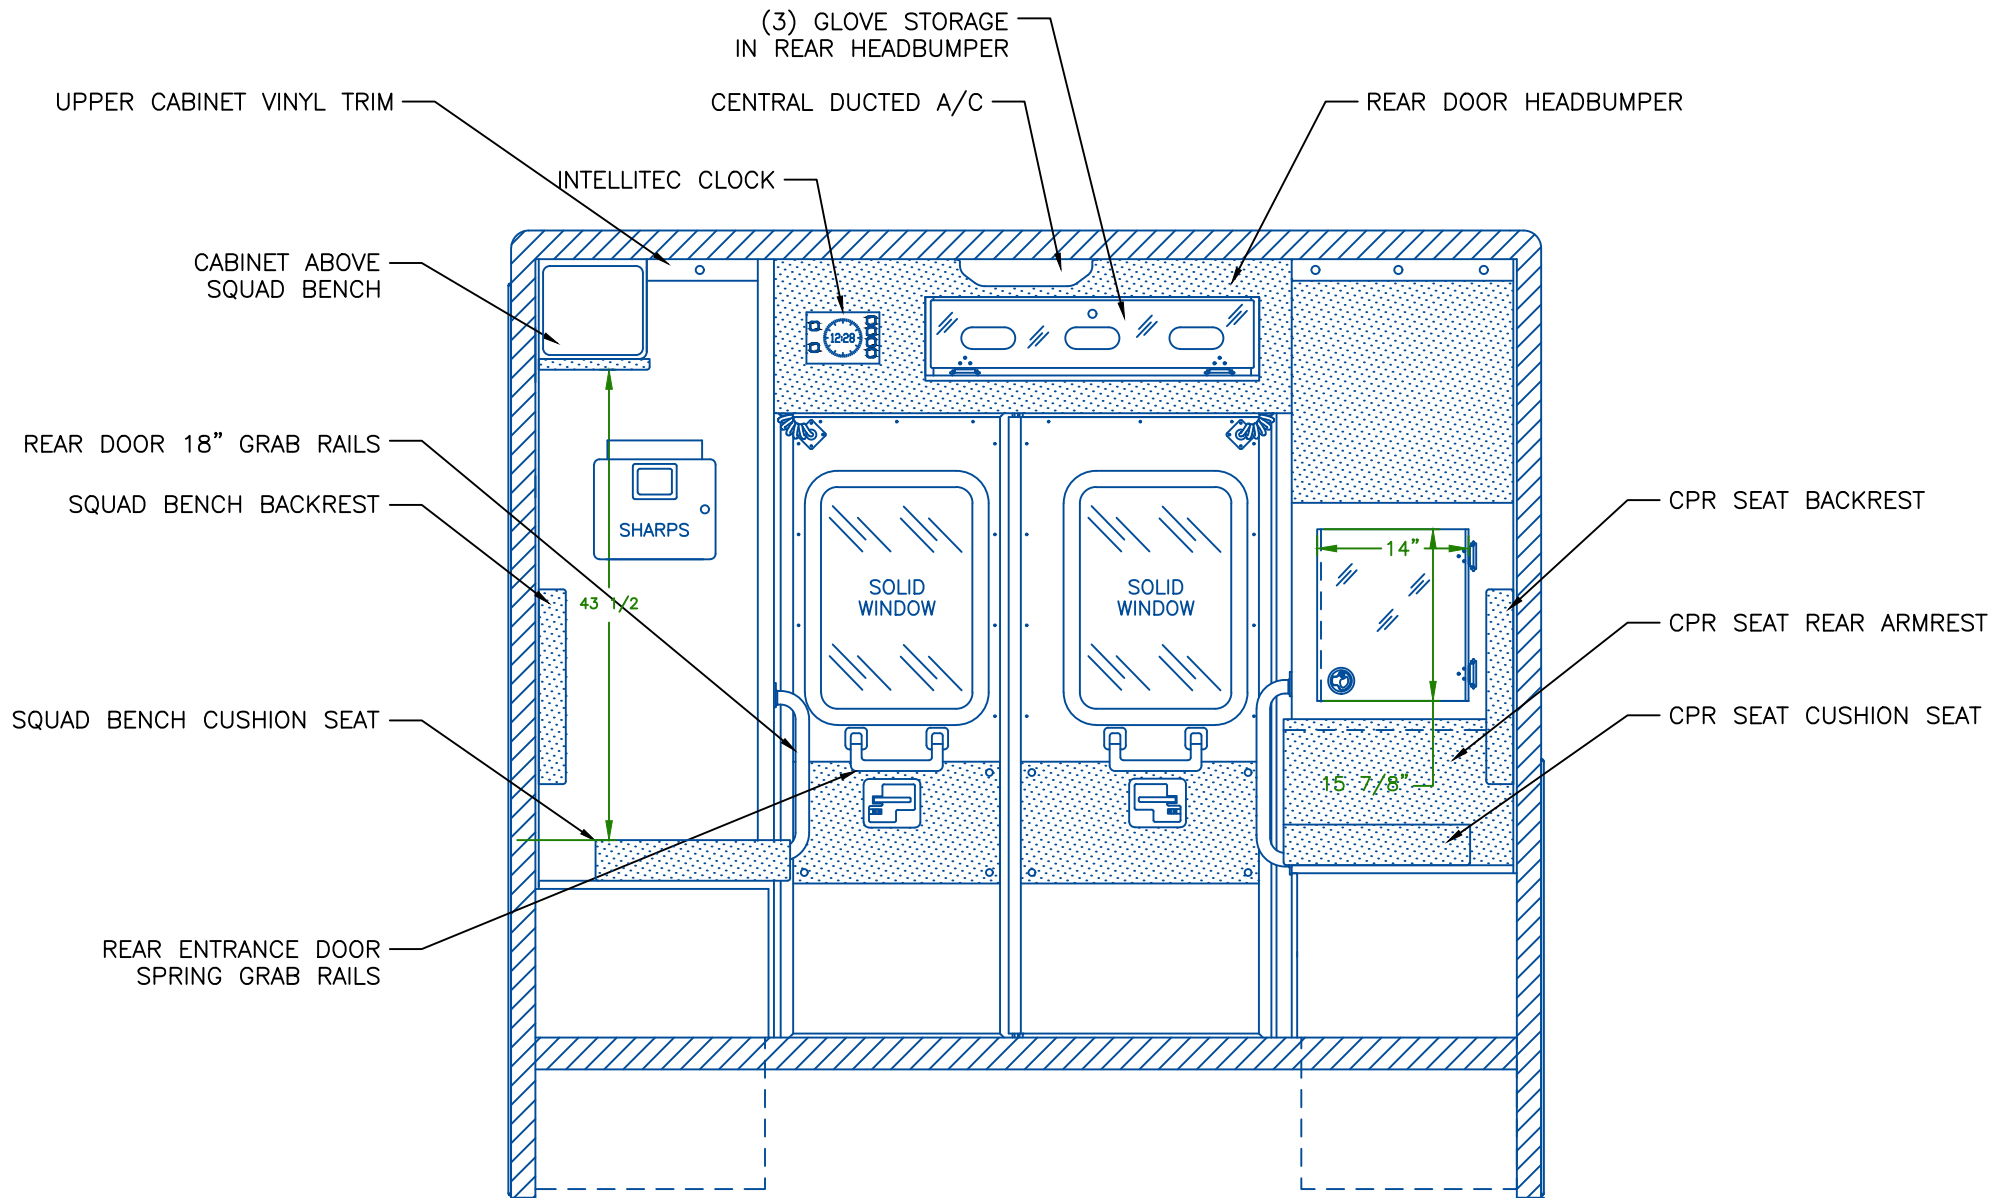 (3) GLOVE STORAGE
IN REAR HEADBUMPER
UPPER CABINET VINYL TRIM
CENTRAL DUCTED A/C
REAR DOOR HEADBUMPER
INTELLITEC CLOCK
CABINET ABOVE
SQUAD BENCH
12:28
REAR DOOR 18" GRAB RAILS
SQUAD BENCH BACKREST
CPR SEAT BACKREST
SHARPS
14"
SOLID
WINDOW
SOLID
WINDOW
43 1/2
CPR SEAT REAR ARMREST
SQUAD BENCH CUSHION SEAT
CPR SEAT CUSHION SEAT
15 7/8"
REAR ENTRANCE DOOR
SPRING GRAB RAILS